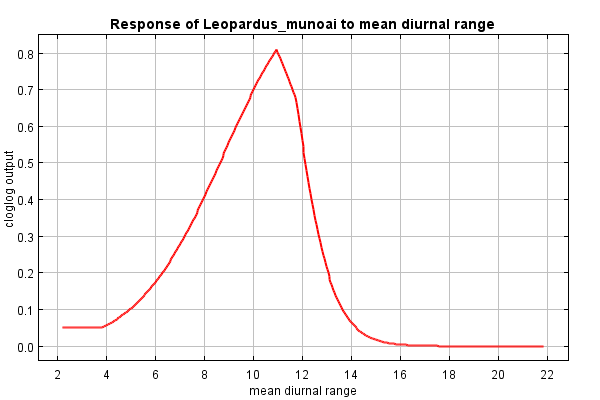 Response of Leopardus_munoai to mean diurnal range
cloglog output
0.8
0.7
0.6
0.5
0.4
0.3
0.2
0.1
0.0
2 4 6 8 10 12 14 16 18 20 22
mean diurnal range